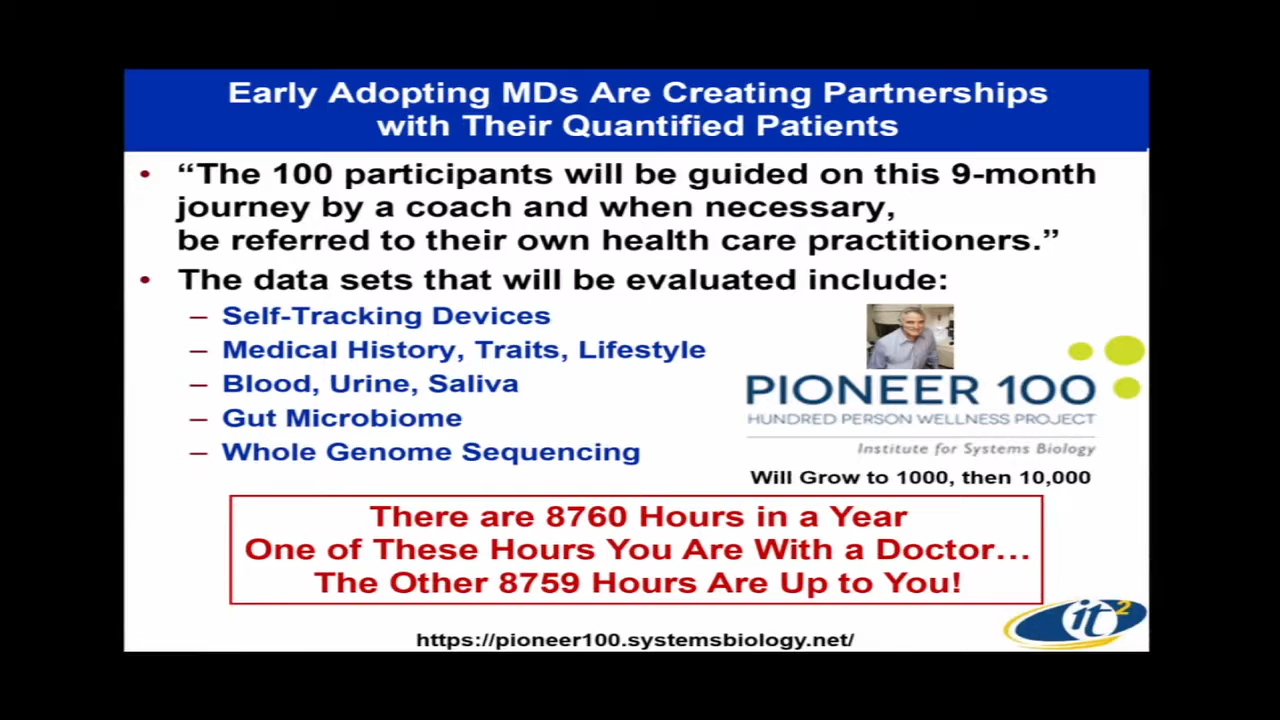 Early Adopting MDs Are Creating Partnerships
with Their Quantified Patients
• “The 100 participants will be guided on this 9-month
journey by a coach and when necessary,
be referred to their own health care practitioners.”
• The data sets that will be evaluated include:
– Self-Tracking Devices
– Medical History, Traits, Lifestyle
– Blood, Urine, Saliva
– Gut Microbiome
– Whole Genome Sequencing
PIONEER 100
HUNDRED PERSON WELLNESS PROJECT
Institute for Systems Biology
Will Grow to 1000, then 10,000
There are 8760 Hours in a Year
One of These Hours You Are With a Doctor…
The Other 8759 Hours Are Up to You!
it²
https://pioneer100.systemsbiology.net/